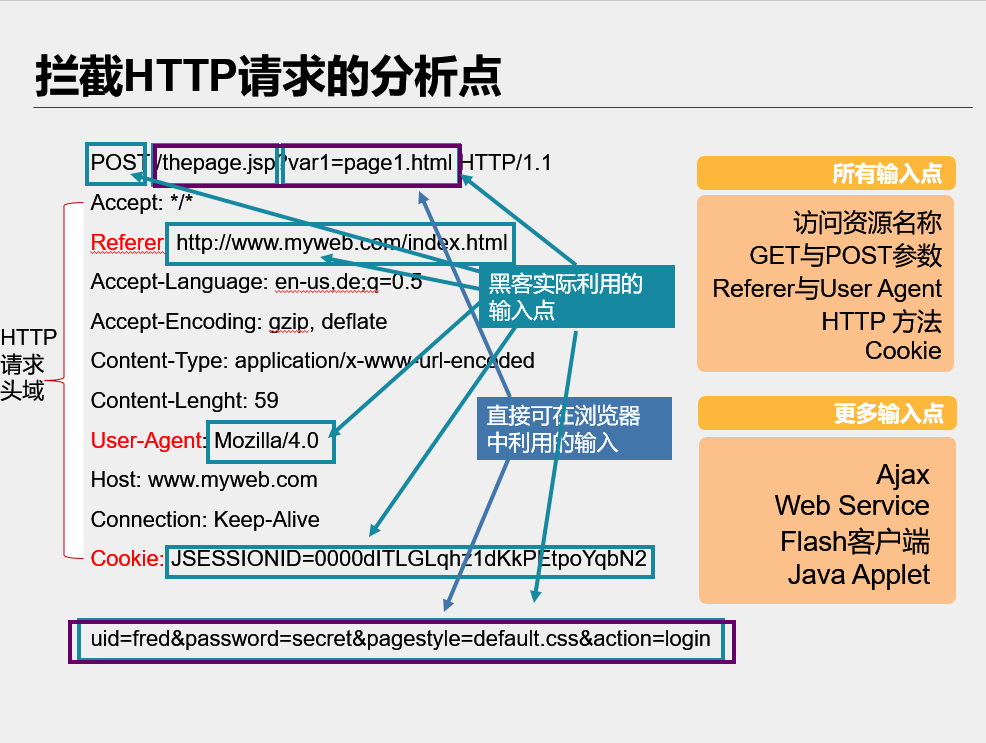 拦截HTTP请求的分析点
POST /thepage.jsp?var1=page1.html HTTP/1.1
Accept: */*
Referer http://www.myweb.com/index.html
Accept-Language: en-us,de;q=0.5
Accept-Encoding: gzip, deflate
Content-Type: application/x-www-url-encoded
Content-Lenght: 59
User-Agent: Mozilla/4.0
Host: www.myweb.com
Connection: Keep-Alive
Cookie: JSESSIONID=0000dITLGLqhz1dKkPEtpoYqbN2
uid=fred&password=secret&pagestyle=default.css&action=login
HTTP
请求
头域
黑客实际利用的
输入点
直接可在浏览器
中利用的输入
所有输入点
访问资源名称
GET与POST参数
Referer与User Agent
HTTP 方法
Cookie
更多输入点
Ajax
Web Service
Flash客户端
Java Applet